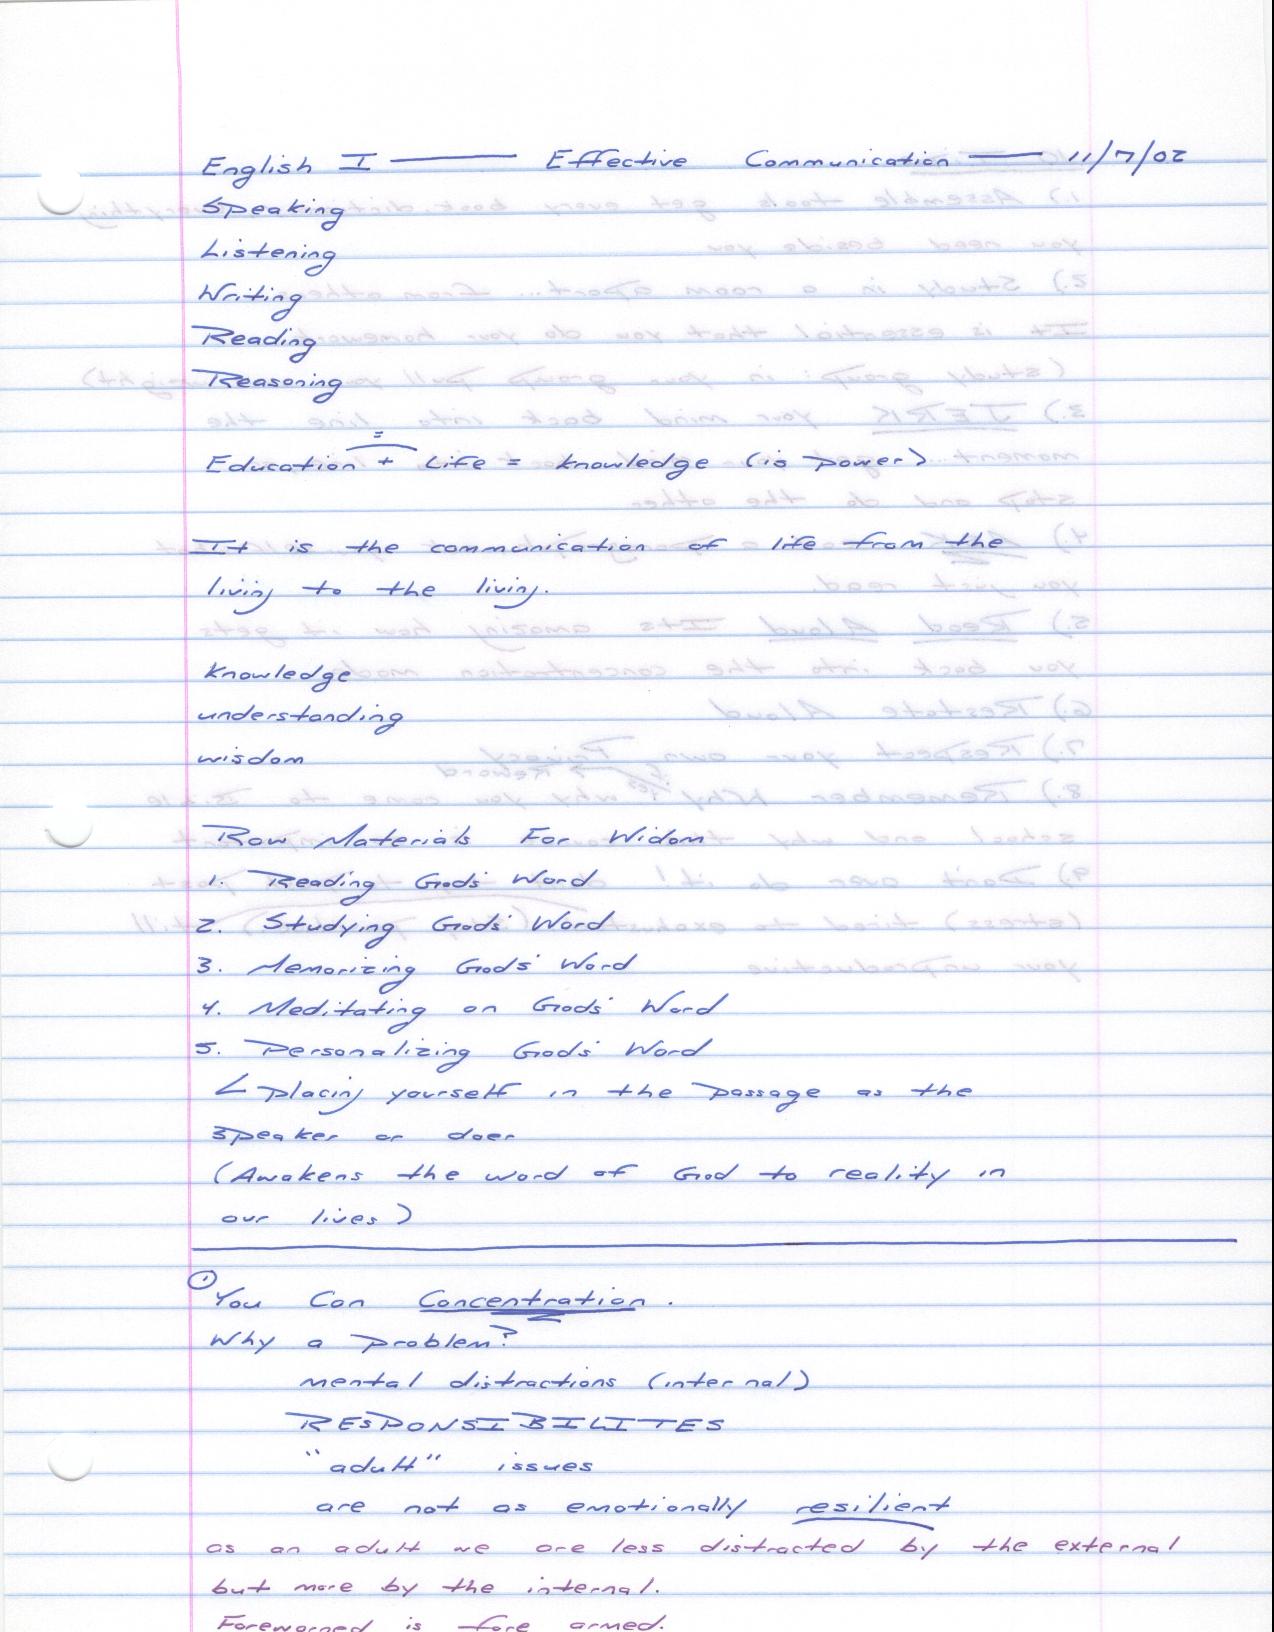 English I —— Effective Communication —— 11/7/02
Speaking
Listening
Writing
Reading
Reasoning
=
Education + Life = knowledge (is power)
It is the communication of life from the
living to the living.
knowledge
understanding
wisdom
Raw Materials For Widom
1. Reading Gods' Word
2. Studying Gods' Word
3. Memorizing Gods' Word
4. Meditating on Gods' Word
5. Personalizing Gods' Word
placing yourself in the passage as the
speaker or doer
(Awakens the word of God to reality in
our lives)
① You Can Concentration.
Why a problem?
mental distractions (internal)
RESPONSIBILITES
"adult" issues
are not as emotionally resilient
as an adult we are less distracted by the external
but more by the internal.
Forewarned is fore armed.